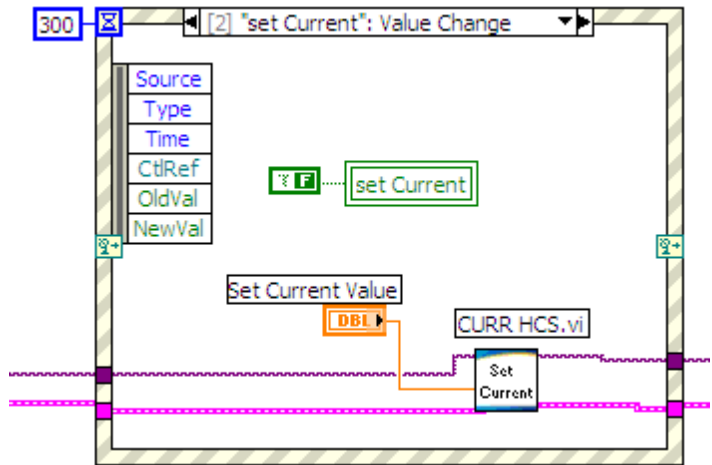 300
[2] "set Current": Value Change
Source
Type
Time
CtlRef
OldVal
NewVal
F
set Current
Set Current Value
DBL
CURR HCS.vi
Set
Current